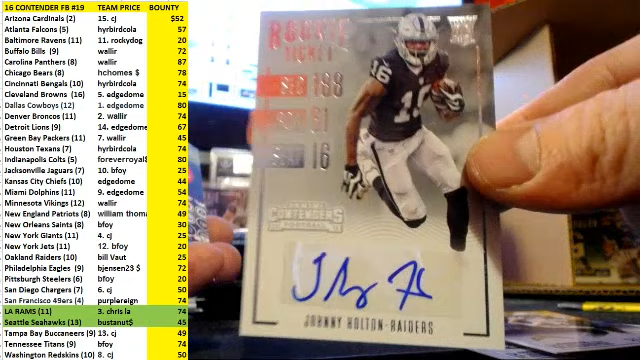 16 CONTENDER FB #19 TEAM PRICE BOUNTY
Arizona Cardinals (2) 15. cj $52
Atlanta Falcons (5) hyrbirdcola 57
Baltimore Ravens (11) 11. rockydog 20
Buffalo Bills (9) wallir 72
Carolina Panthers (8) wallir 87
Chicago Bears (8) hchomes $ 78
Cincinnati Bengals (10) hyrbirdcola 74
Cleveland Browns (16) 5. edgedome 15
Dallas Cowboys (12) 1. edgedome 80
Denver Broncos (11) 2. wallir 74
Detroit Lions (9) 14. edgedome 67
Green Bay Packers (11) 7. wallir 45
Houston Texans (7) hyrbirdcola 74
Indianapolis Colts (5) foreverroyal$ 80
Jacksonville Jaguars (7) 10. bfoy 25
Kansas City Chiefs (10) edgedome 44
Miami Dolphins (11) 9. edgedome 54
Minnesota Vikings (12) wallir 74
New England Patriots (8) william thoma 49
New Orleans Saints (8) bfoy 30
New York Giants (11) 4. cj 25
New York Jets (11) 12. bfoy 20
Oakland Raiders (10) bill Vaut 25
Philadelphia Eagles (9) bjensen23 $ 72
Pittsburgh Steelers (6) bfoy 20
San Diego Chargers (7) 6. cj 50
San Francisco 49ers (4) purplereign 74
LA RAMS (11) 3. chris la 74
Seattle Seahawks (13) bustanut$ 45
Tampa Bay Buccaneers (9) 13. cj 49
Tennessee Titans (9) bfoy 74
Washington Redskins (10) 8. cj 50
ROOKIE
TICKET
188
16
PANINI
CONTENDERS
FOOTBALL
JOHNNY HOLTON-RAIDERS